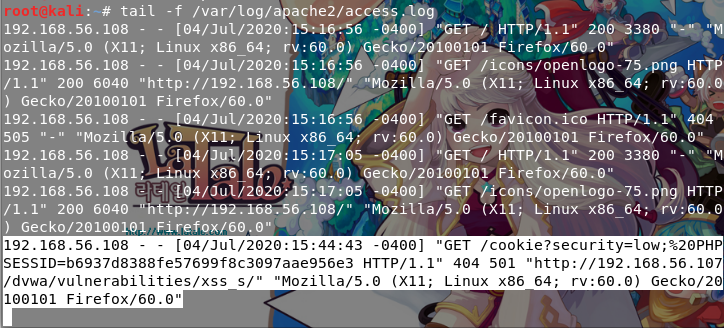 root@kali:~# tail -f /var/log/apache2/access.log
192.168.56.108 - - [04/Jul/2020:15:16:56 -0400] "GET / HTTP/1.1" 200 3380 "-" "M
ozilla/5.0 (X11; Linux x86_64; rv:60.0) Gecko/20100101 Firefox/60.0"
192.168.56.108 - - [04/Jul/2020:15:16:56 -0400] "GET /icons/openlogo-75.png HTTP
/1.1" 200 6040 "http://192.168.56.108/" "Mozilla/5.0 (X11; Linux x86_64; rv:60.0
) Gecko/20100101 Firefox/60.0"
192.168.56.108 - - [04/Jul/2020:15:16:56 -0400] "GET /favicon.ico HTTP/1.1" 404
505 "-" "Mozilla/5.0 (X11; Linux x86_64; rv:60.0) Gecko/20100101 Firefox/60.0"
192.168.56.108 - - [04/Jul/2020:15:17:05 -0400] "GET / HTTP/1.1" 200 3380 "-" "M
ozilla/5.0 (X11; Linux x86_64; rv:60.0) Gecko/20100101 Firefox/60.0"
192.168.56.108 - - [04/Jul/2020:15:17:05 -0400] "GET /icons/openlogo-75.png HTTP
/1.1" 200 6040 "http://192.168.56.108/" "Mozilla/5.0 (X11; Linux x86_64; rv:60.0
) Gecko/20100101 Firefox/60.0"
192.168.56.108 - - [04/Jul/2020:15:44:43 -0400] "GET /cookie?security=low;%20PHP
SESSID=b6937d8388fe57699f8c3097aae956e3 HTTP/1.1" 404 501 "http://192.168.56.107
/dvwa/vulnerabilities/xss_s/" "Mozilla/5.0 (X11; Linux x86_64; rv:60.0) Gecko/20
100101 Firefox/60.0"